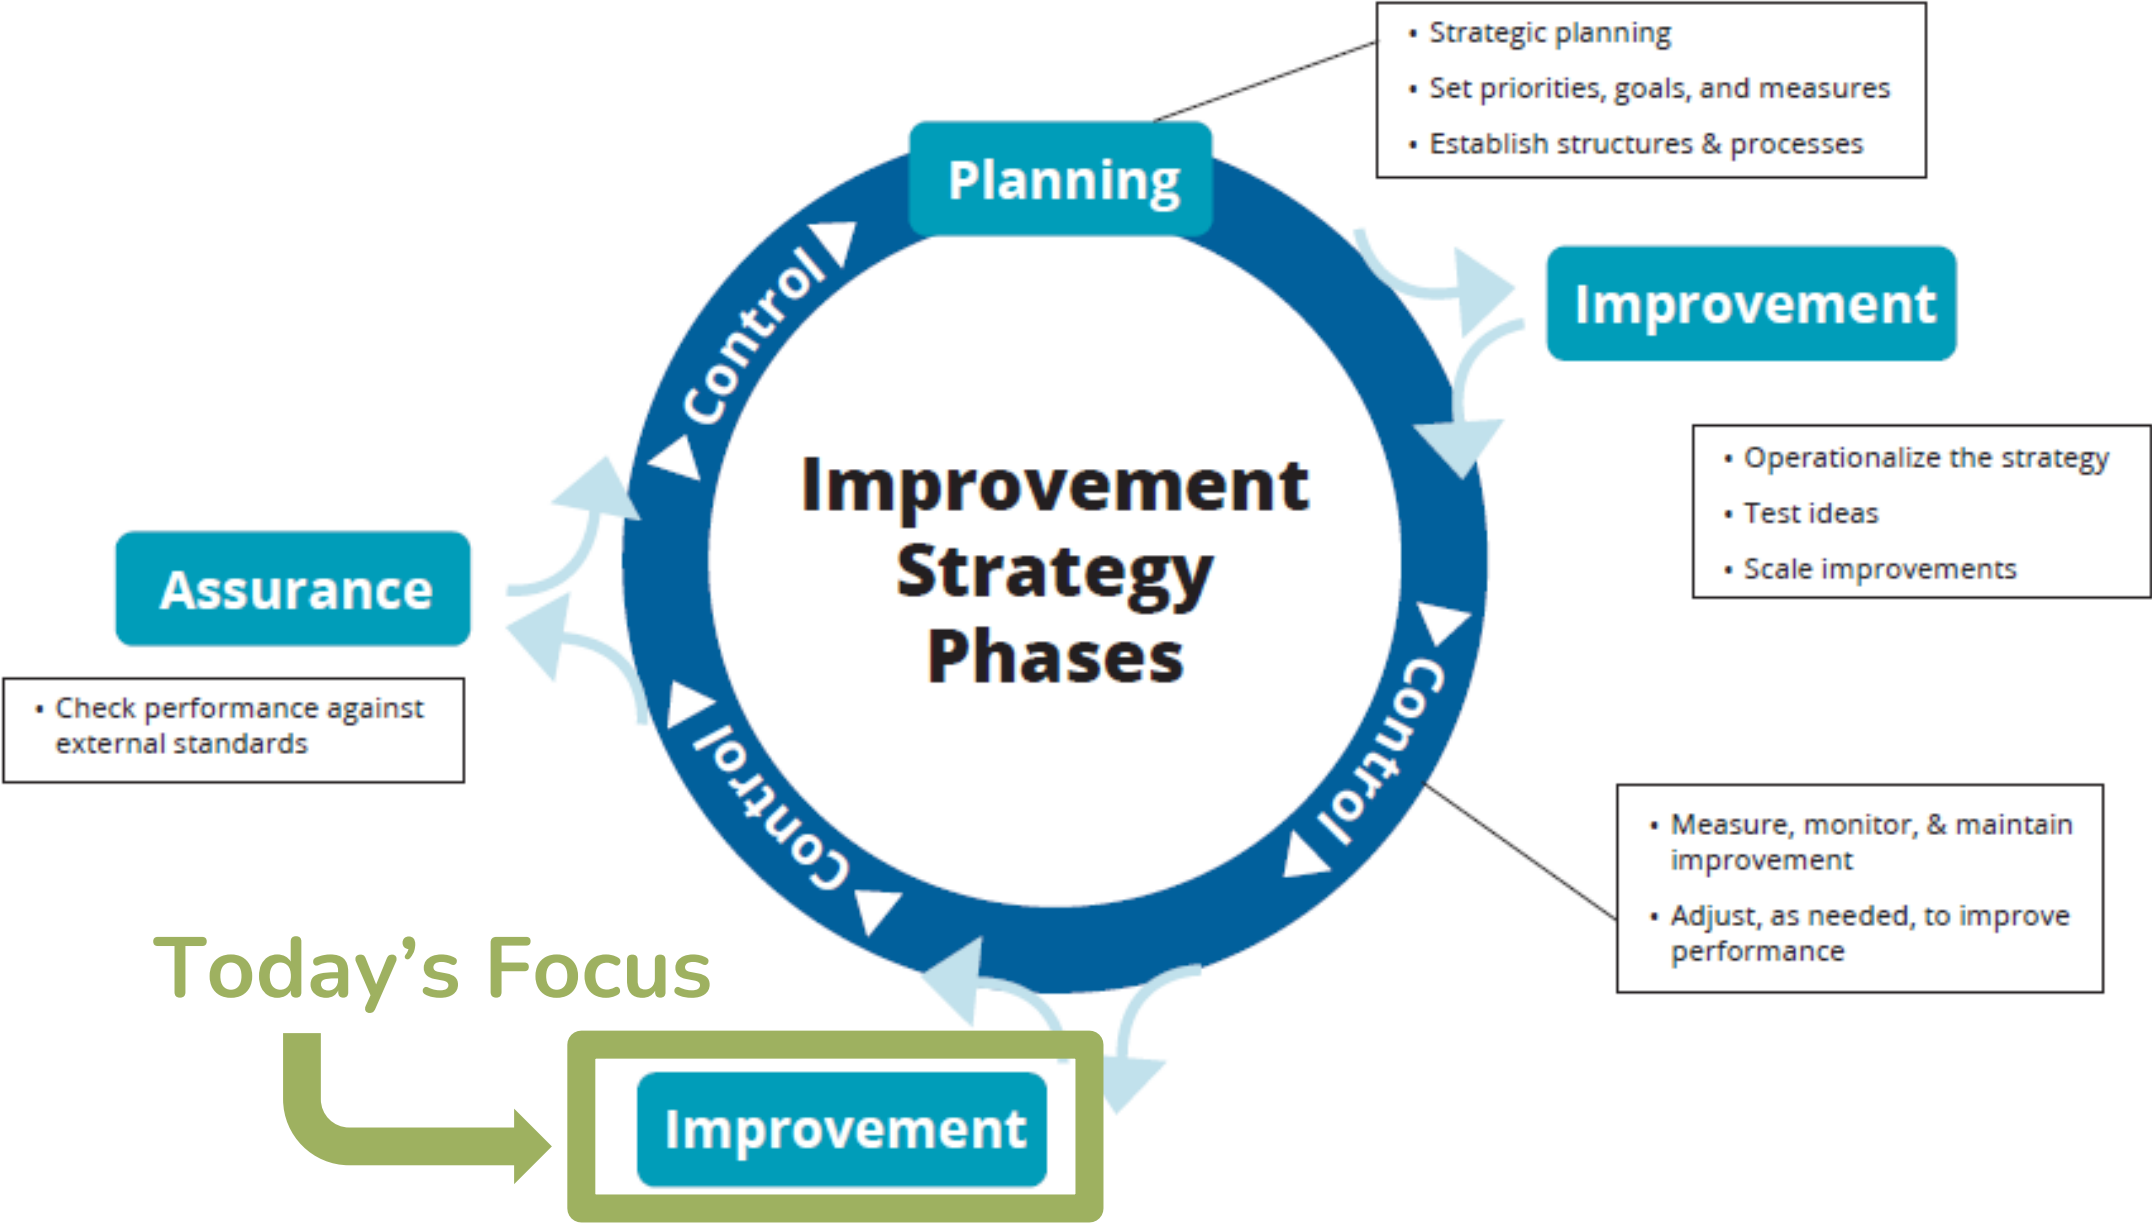 • Strategic planning
• Set priorities, goals, and measures
• Establish structures & processes
Planning
Improvement
• Operationalize the strategy
• Test ideas
• Scale improvements
Control
Improvement
Strategy
Phases
Assurance
• Check performance against
external standards
Control
Control
• Measure, monitor, & maintain
improvement
• Adjust, as needed, to improve
performance
Today’s Focus
Improvement